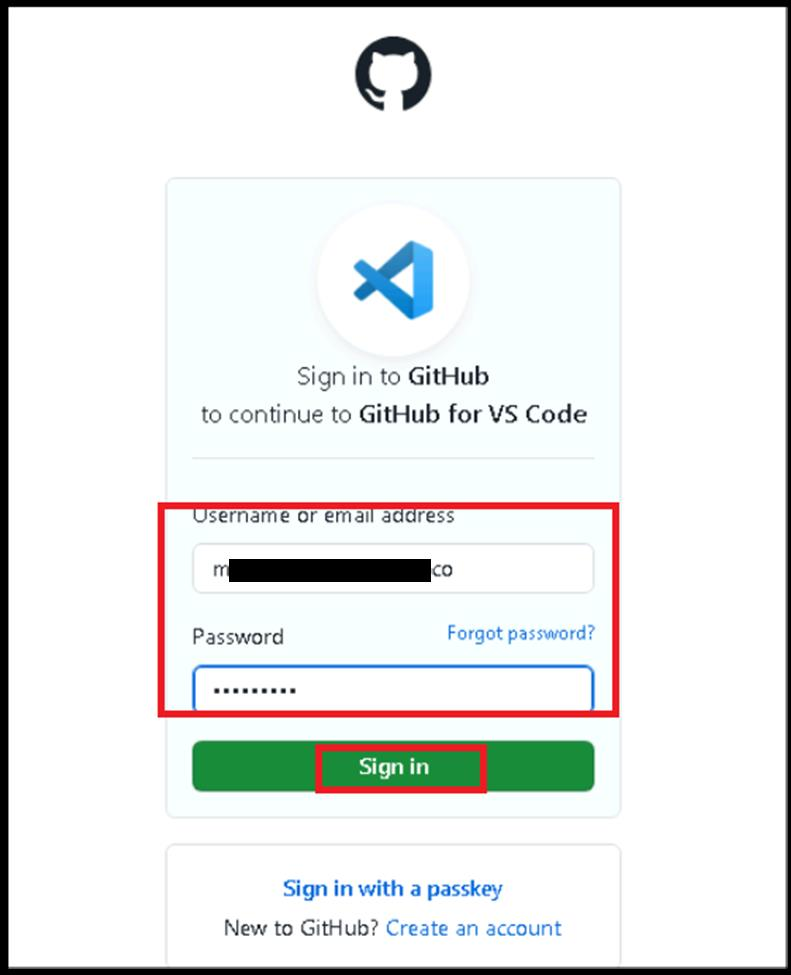 Sign in to GitHub
to continue to GitHub for VS Code
Username or email address
m co
Password Forgot password?
•••••••••
Sign in
Sign in with a passkey
New to GitHub? Create an account